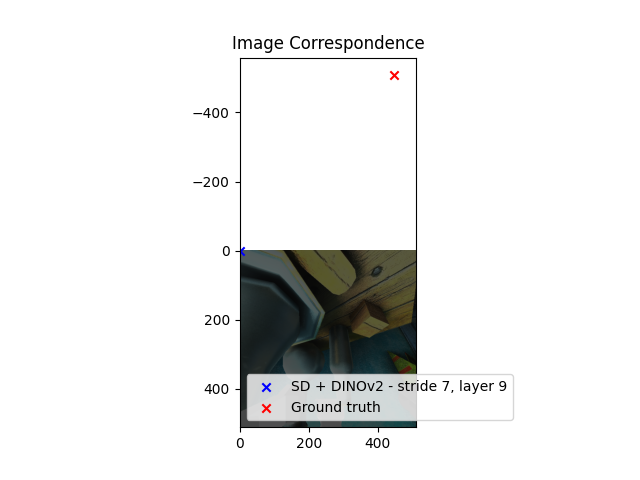 Image Correspondence
−400
−200
0
200
400
SD + DINOv2 - stride 7, layer 9
Ground truth
0 200 400